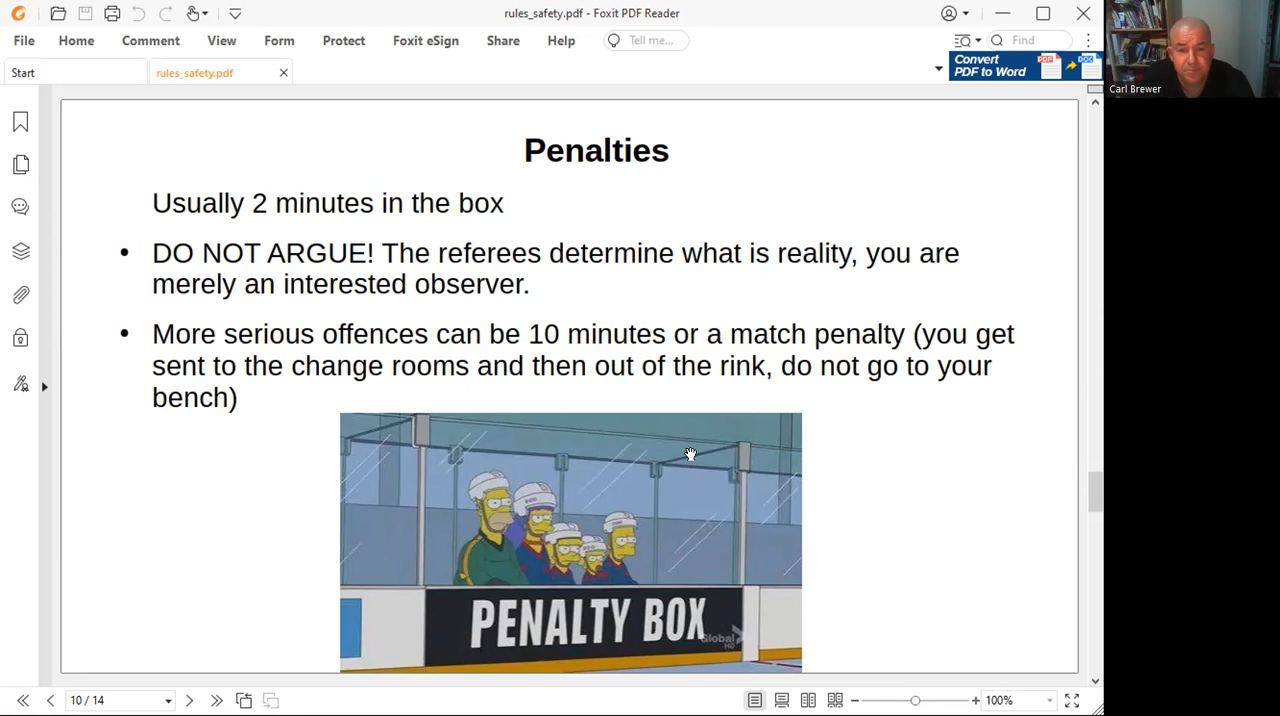 rules_safety.pdf - Foxit PDF Reader
File Home Comment View Form Protect Foxit eSign Share Help Tell me... Find
Start rules_safety.pdf
Convert
PDF to Word
PDF DOC
Carl Brewer
Penalties
Usually 2 minutes in the box
• DO NOT ARGUE! The referees determine what is reality, you are
merely an interested observer.
• More serious offences can be 10 minutes or a match penalty (you get
sent to the change rooms and then out of the rink, do not go to your
bench)
PENALTY BOX
Global
HD
10 / 14
100%